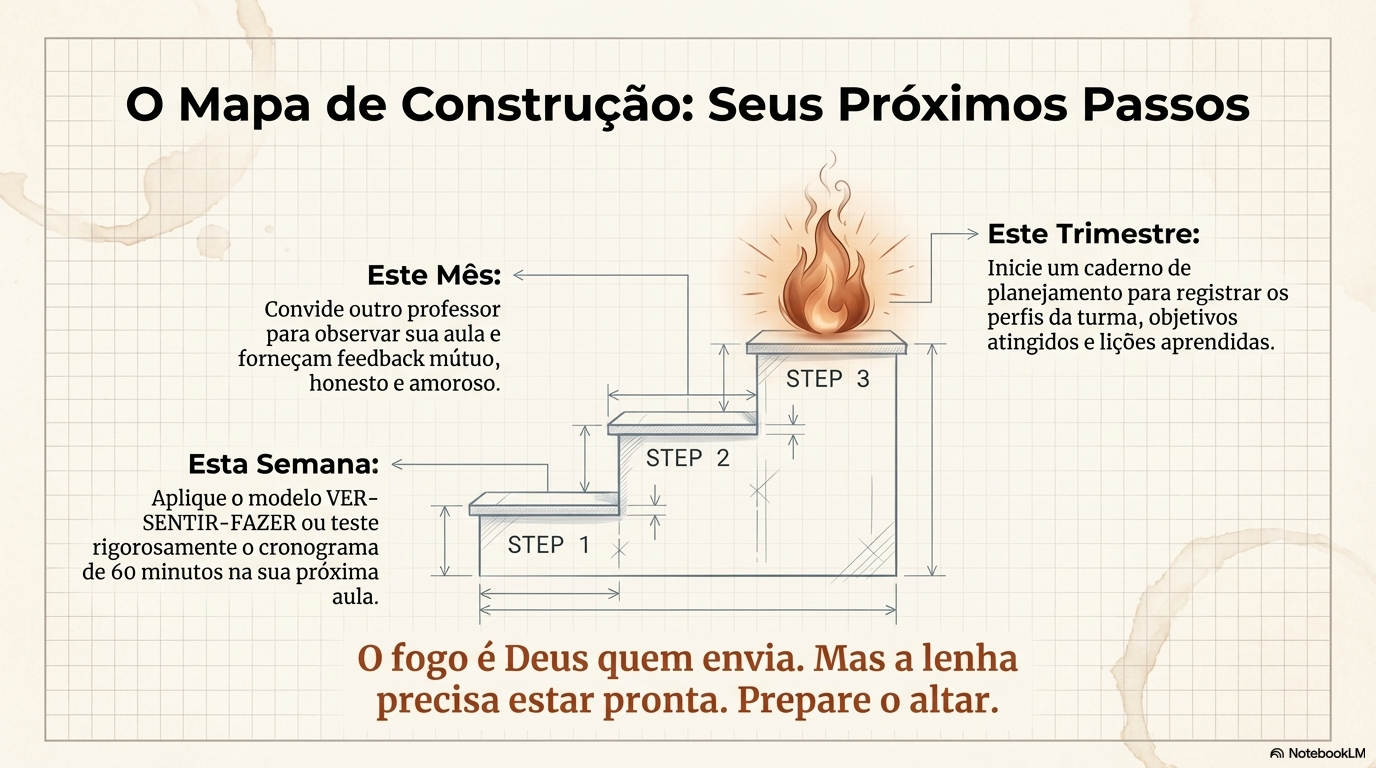 O Mapa de Construção: Seus Próximos Passos
Este Mês:
Convide outro professor
para observar sua aula e
forneçam feedback mútuo,
honesto e amoroso.
Este Trimestre:
Inicie um caderno de
planejamento para registrar os
perfis da turma, objetivos
atingidos e lições aprendidas.
Esta Semana:
Aplique o modelo VER-
SENTIR-FAZER ou teste
rigorosamente o cronograma
de 60 minutos na sua próxima
aula.
STEP 3
STEP 2
STEP 1
O fogo é Deus quem envia. Mas a lenha
precisa estar pronta. Prepare o altar.
NotebookLM